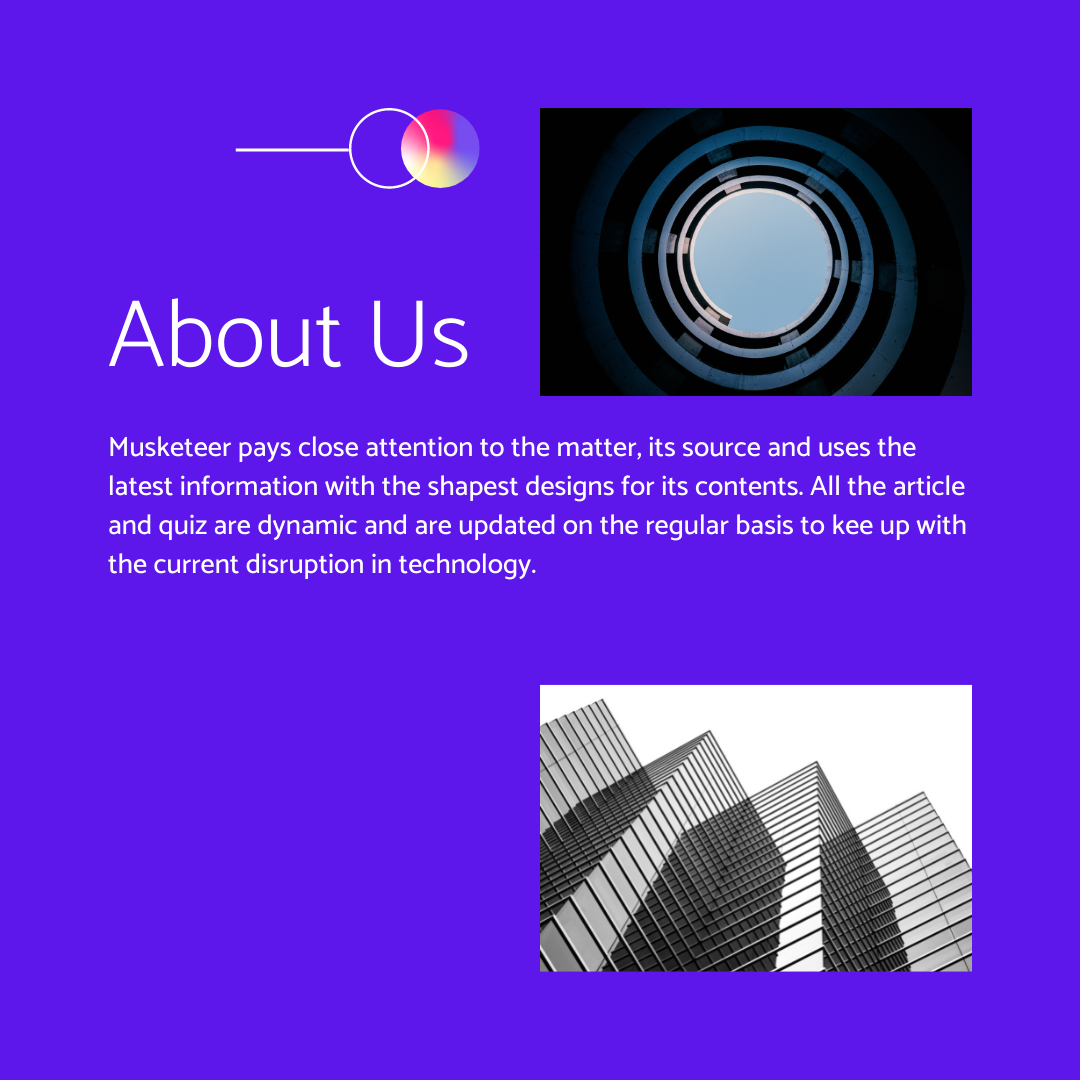 About Us
Musketeer pays close attention to the matter, its source and uses the
latest information with the shapest designs for its contents. All the article
and quiz are dynamic and are updated on the regular basis to kee up with
the current disruption in technology.